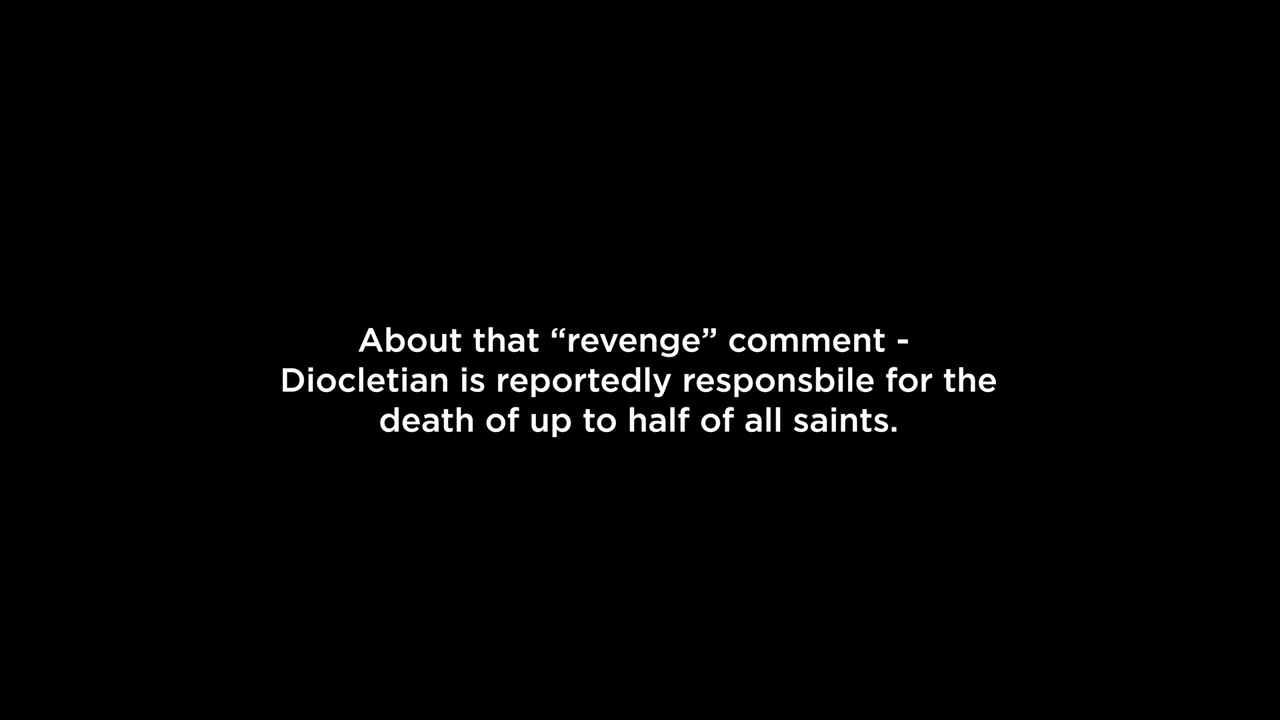 About that “revenge” comment -
Diocletian is reportedly responsbile for the
death of up to half of all saints.